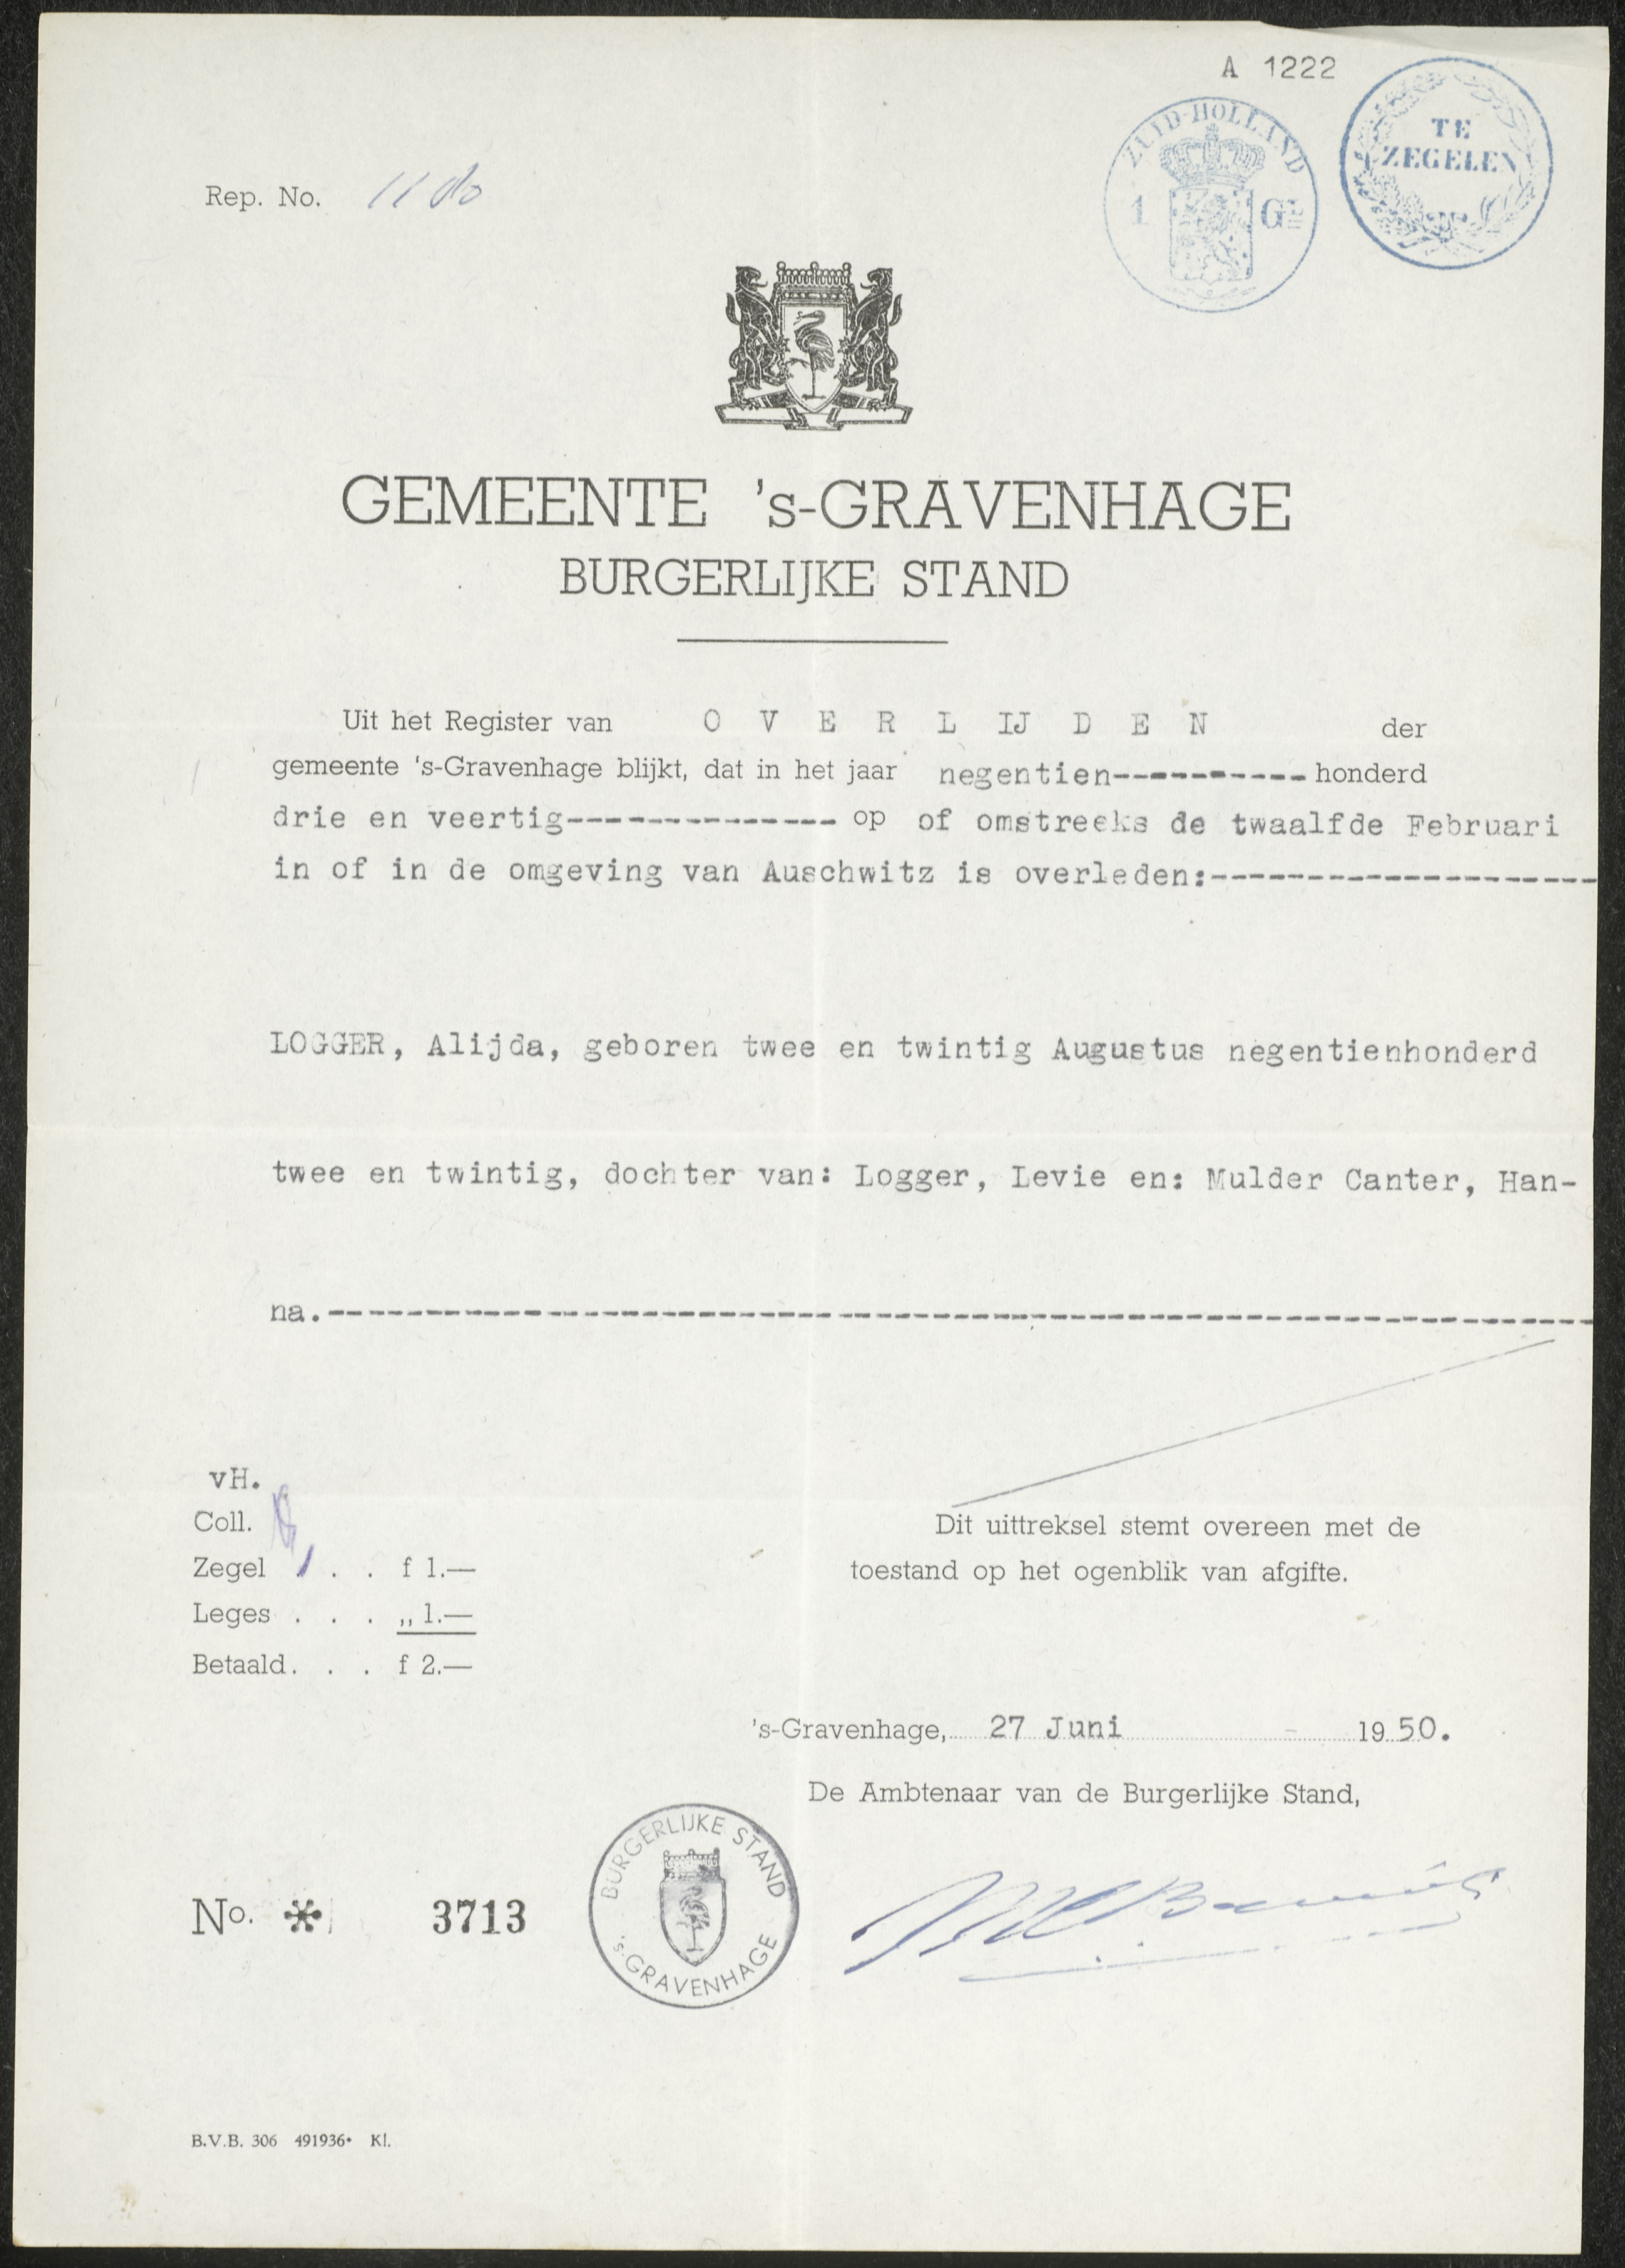 A 1222
ZUID-HOLLAND
1 GLD
TE
ZEGELEN
Rep. No.
GEMEENTE 's-GRAVENHAGE
BURGERLIJKE STAND
Uit het Register van O V E R L IJ D E N der
gemeente 's-Gravenhage blijkt, dat in het jaar negentien----------- honderd
drie en veertig--------------- op of omstreeks de twaalfde Februari
in of in de omgeving van Auschwitz is overleden:---------------------
LOGGER, Alijda, geboren twee en twintig Augustus negentienhonderd
twee en twintig, dochter van: Logger, Levie en: Mulder Canter, Han-
na.----------------------------------------------------------------
vH.
Coll.
Zegel . . . f 1.—
Leges . . . „ 1.—
Betaald. . . f 2.—
Dit uittreksel stemt overeen met de
toestand op het ogenblik van afgifte.
's-Gravenhage, 27 Juni 1950.
De Ambtenaar van de Burgerlijke Stand,
BURGERLIJKE STAND
's-GRAVENHAGE
No. * 3713
B.V.B. 306 491936* Kl.